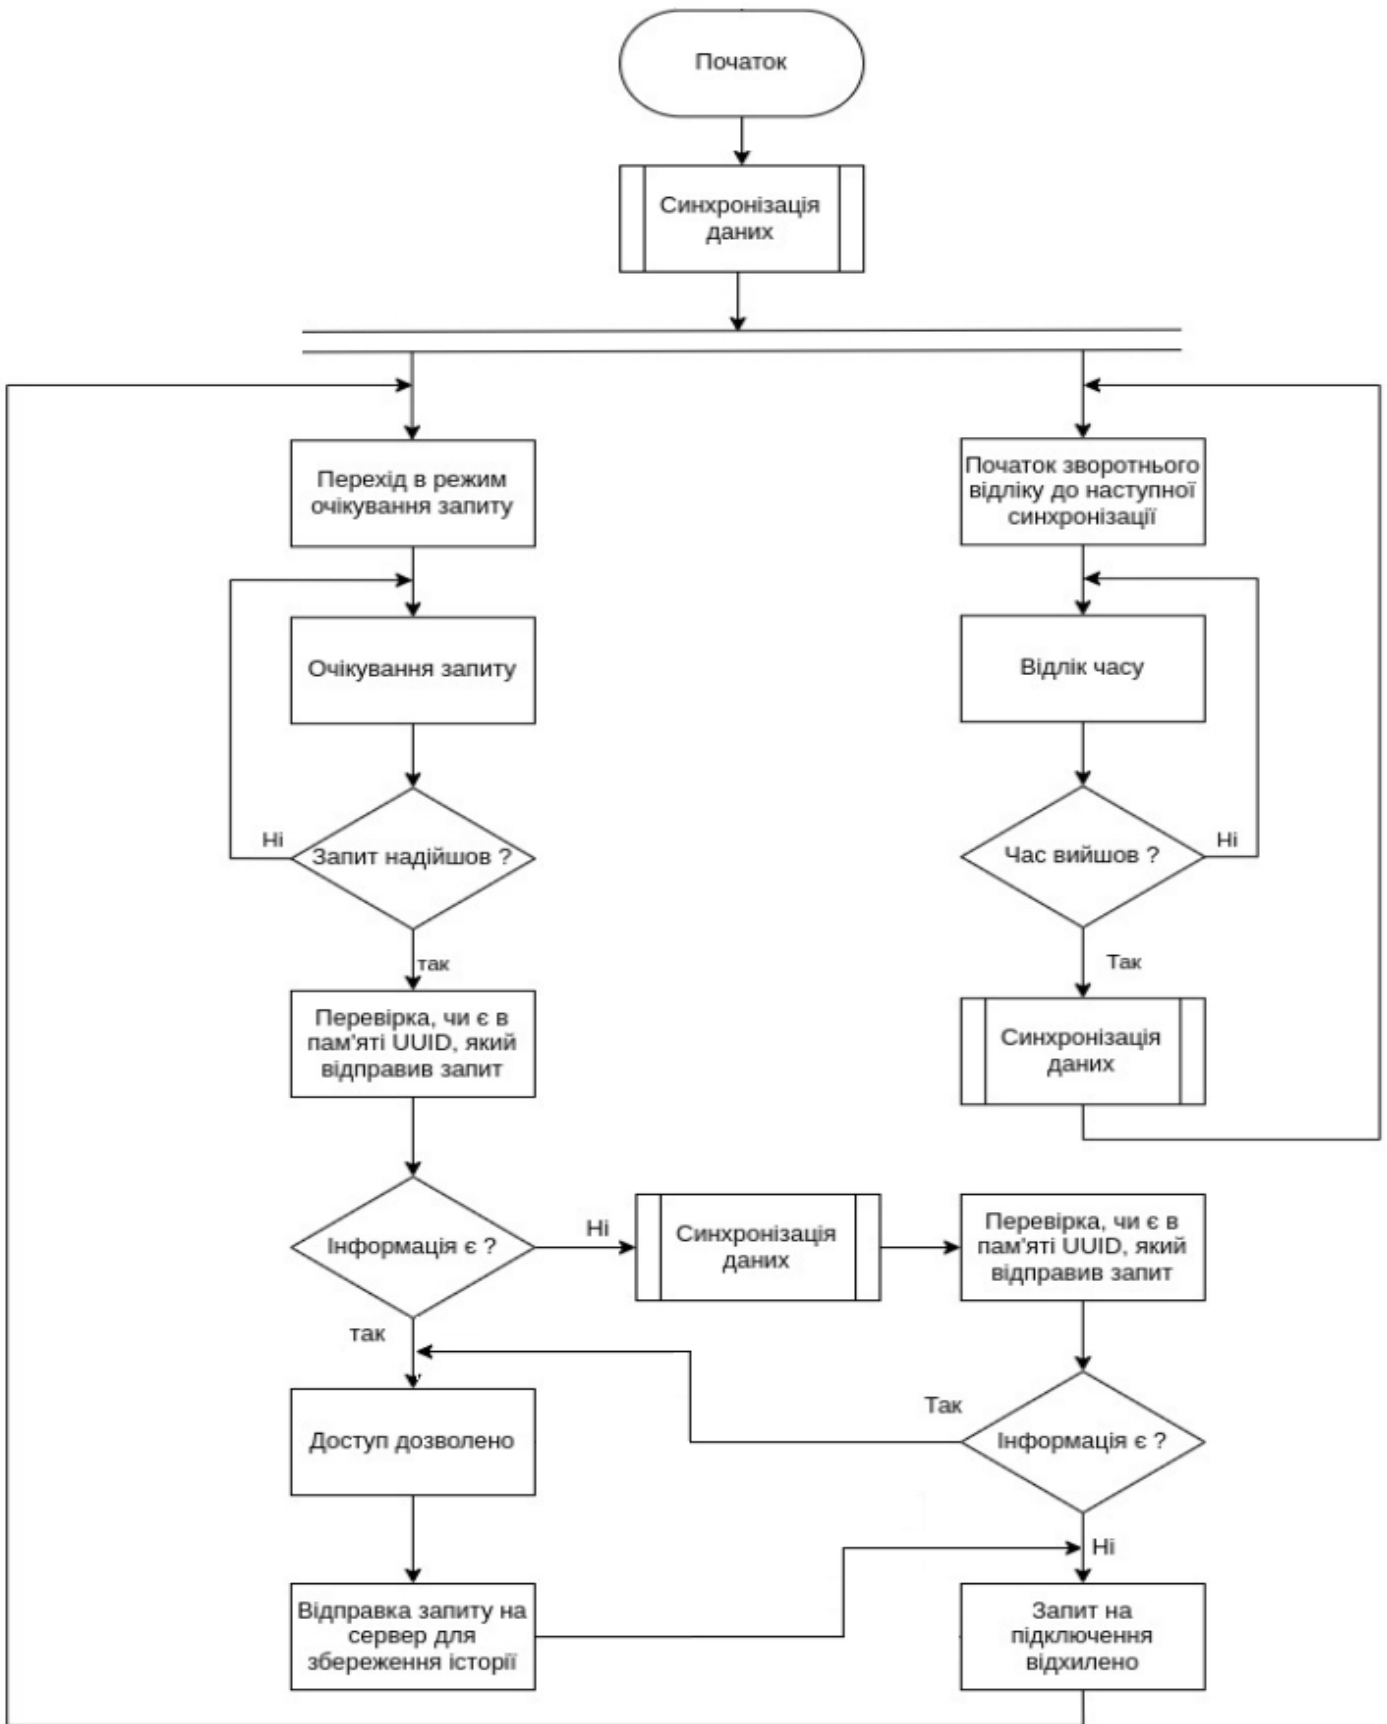 Початок
Синхронізація
даних
Перехід в режим
очікування запиту
Початок зворотнього
відліку до наступної
синхронізації
Очікування запиту
Відлік часу
Ні
Запит надійшов ?
Час вийшов ?
Ні
так
Так
Перевірка, чи є в
пам'яті UUID, який
відправив запит
Синхронізація
даних
Інформація є ?
Ні
Синхронізація
даних
Перевірка, чи є в
пам'яті UUID, який
відправив запит
так
Так
Доступ дозволено
Інформація є ?
Ні
Відправка запиту на
сервер для
збереження історії
Запит на
підключення
відхилено